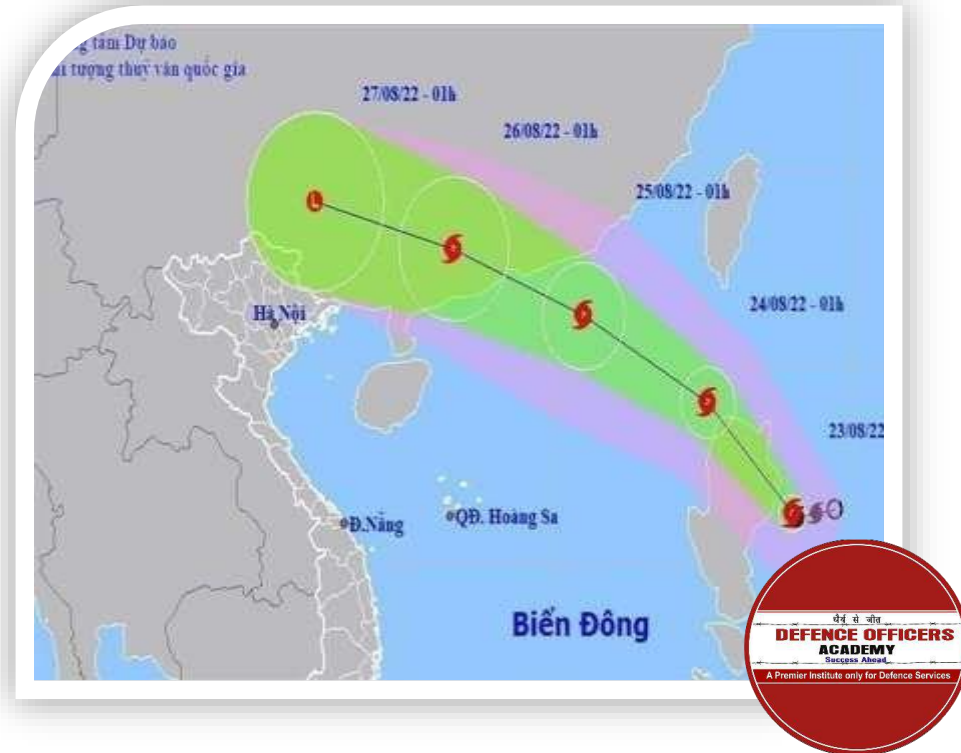 tâm Dự báo
tượng thuỷ văn quốc gia
27/08/22 - 01h
26/08/22 - 01h
25/08/22 - 01h
24/08/22 - 01h
23/08/22
L
Hà Nội
Đ.Nẵng
QĐ. Hoàng Sa
Biển Đông
धैर्य से जीत
DEFENCE OFFICERS
ACADEMY
Success Ahead
A Premier Institute only for Defence Services